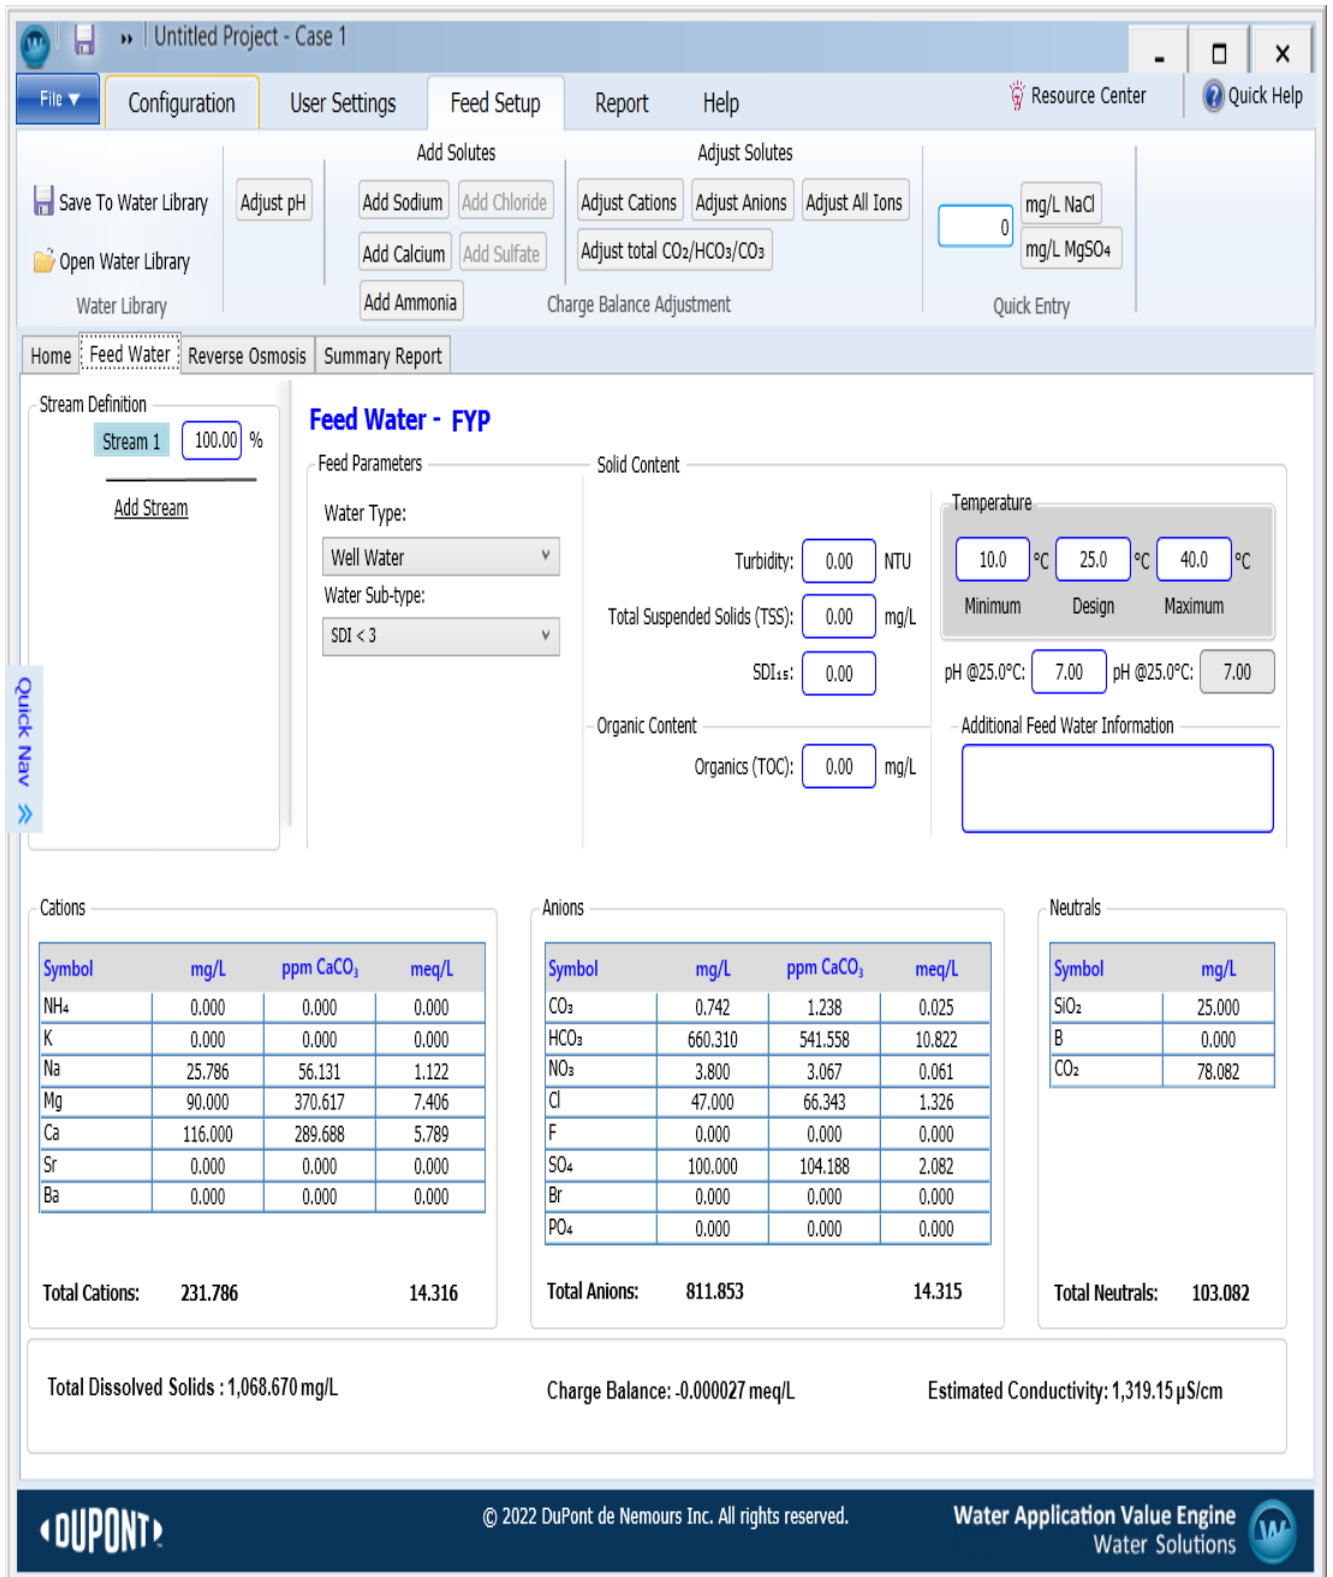 Untitled Project - Case 1
File Configuration User Settings Feed Setup Report Help Resource Center Quick Help
Add Solutes Adjust Solutes
Save To Water Library Adjust pH Add Sodium Add Chloride Adjust Cations Adjust Anions Adjust All Ions 0 mg/L NaCl
Open Water Library Add Calcium Add Sulfate Adjust total CO₂/HCO₃/CO₃ mg/L MgSO₄
Water Library Add Ammonia Charge Balance Adjustment Quick Entry
Home Feed Water Reverse Osmosis Summary Report
Stream Definition
Stream 1 100.00 %
Add Stream
Quick Nav
Feed Water - FYP
Feed Parameters
Water Type:
Well Water
Water Sub-type:
SDI < 3
Solid Content
Turbidity: 0.00 NTU
Total Suspended Solids (TSS): 0.00 mg/L
SDI₁₅: 0.00
Organic Content
Organics (TOC): 0.00 mg/L
Temperature
10.0 °C 25.0 °C 40.0 °C
Minimum Design Maximum
pH @25.0°C: 7.00 pH @25.0°C: 7.00
Additional Feed Water Information
Cations
Symbol mg/L ppm CaCO₃ meq/L
NH₄ 0.000 0.000 0.000
K 0.000 0.000 0.000
Na 25.786 56.131 1.122
Mg 90.000 370.617 7.406
Ca 116.000 289.688 5.789
Sr 0.000 0.000 0.000
Ba 0.000 0.000 0.000
Total Cations: 231.786 14.316
Anions
Symbol mg/L ppm CaCO₃ meq/L
CO₃ 0.742 1.238 0.025
HCO₃ 660.310 541.558 10.822
NO₃ 3.800 3.067 0.061
Cl 47.000 66.343 1.326
F 0.000 0.000 0.000
SO₄ 100.000 104.188 2.082
Br 0.000 0.000 0.000
PO₄ 0.000 0.000 0.000
Total Anions: 811.853 14.315
Neutrals
Symbol mg/L
SiO₂ 25.000
B 0.000
CO₂ 78.082
Total Neutrals: 103.082
Total Dissolved Solids : 1,068.670 mg/L Charge Balance: -0.000027 meq/L Estimated Conductivity: 1,319.15 µS/cm
DUPONT © 2022 DuPont de Nemours Inc. All rights reserved. Water Application Value Engine
Water Solutions